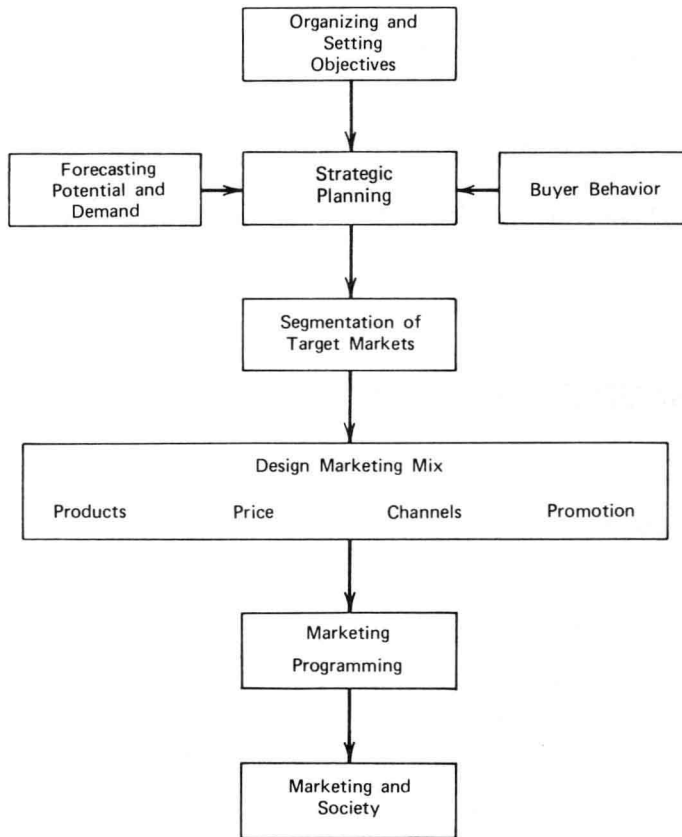 Organizing and
Setting
Objectives
Forecasting
Potential and
Demand
Strategic
Planning
Buyer Behavior
Segmentation of
Target Markets
Design Marketing Mix
Products Price Channels Promotion
Marketing
Programming
Marketing and
Society